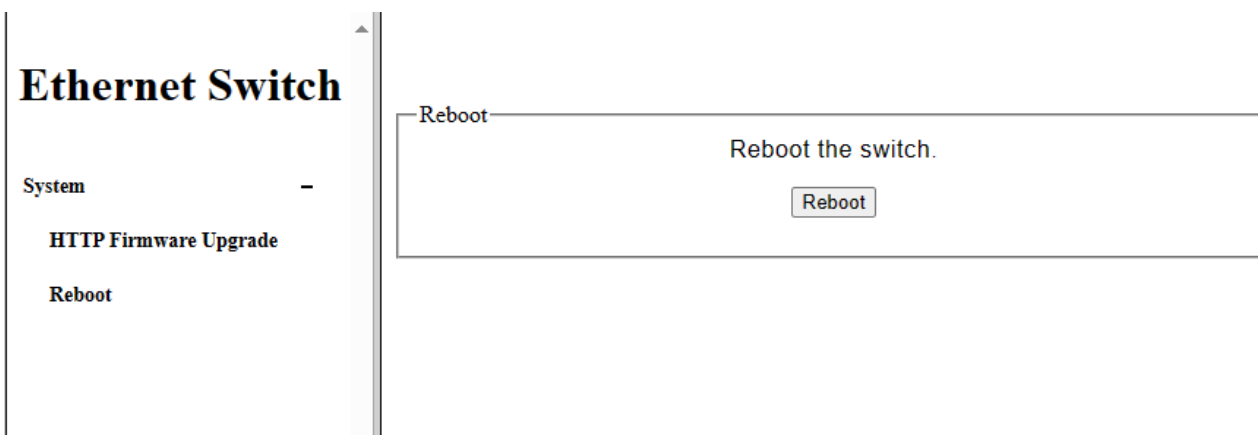 Ethernet Switch
System
HTTP Firmware Upgrade
Reboot
Reboot
Reboot the switch.
Reboot